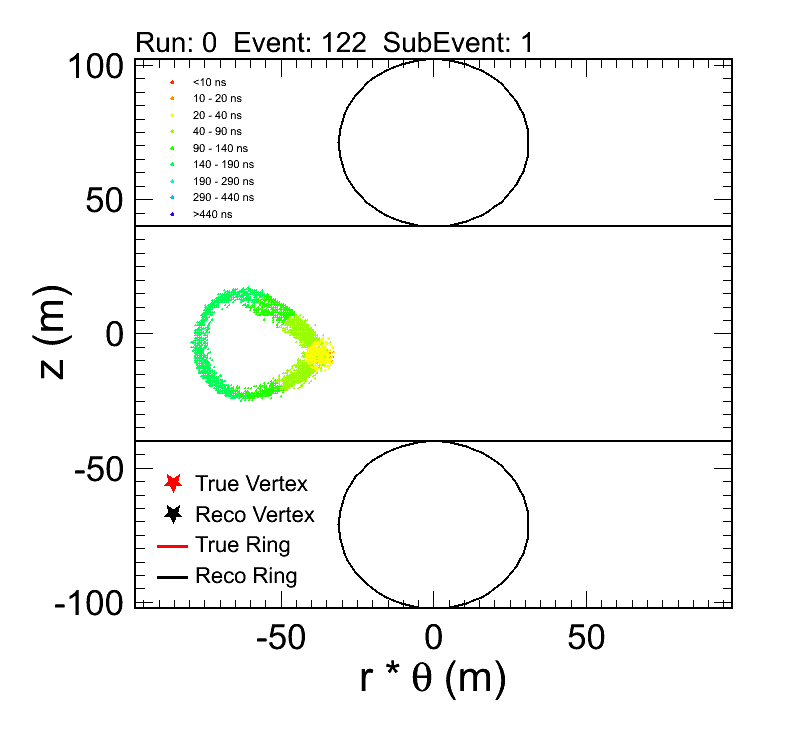 Run: 0  Event: 122  SubEvent: 1
100
<10 ns
10 - 20 ns
20 - 40 ns
40 - 90 ns
90 - 140 ns
140 - 190 ns
190 - 290 ns
290 - 440 ns
>440 ns
50
0
z (m)
-50
True Vertex
Reco Vertex
True Ring
Reco Ring
-100
-50 0 50
r * θ (m)